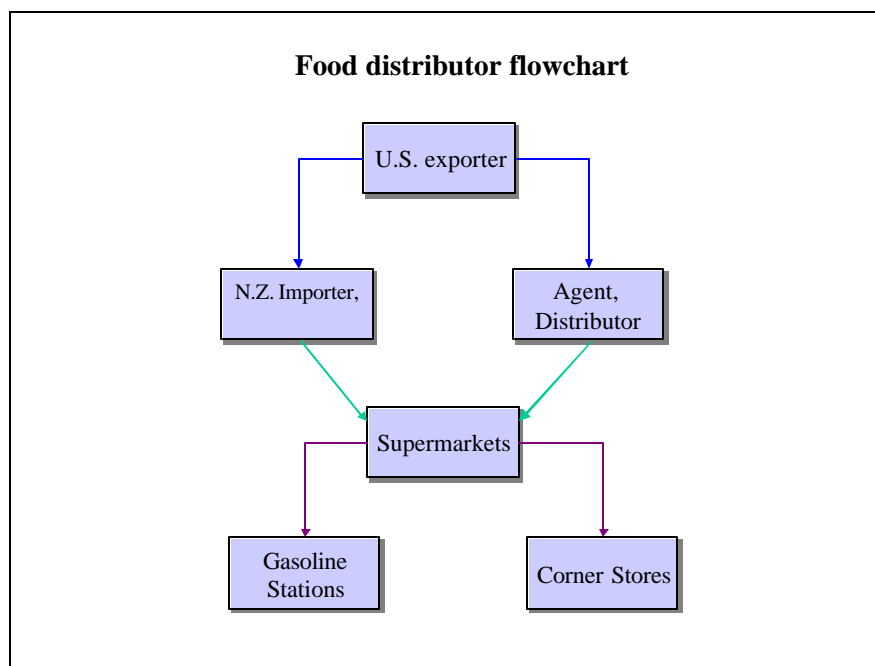 Food distributor flowchart
U.S. exporter
N.Z. Importer,
Agent,
Distributor
Supermarkets
Gasoline
Stations
Corner Stores